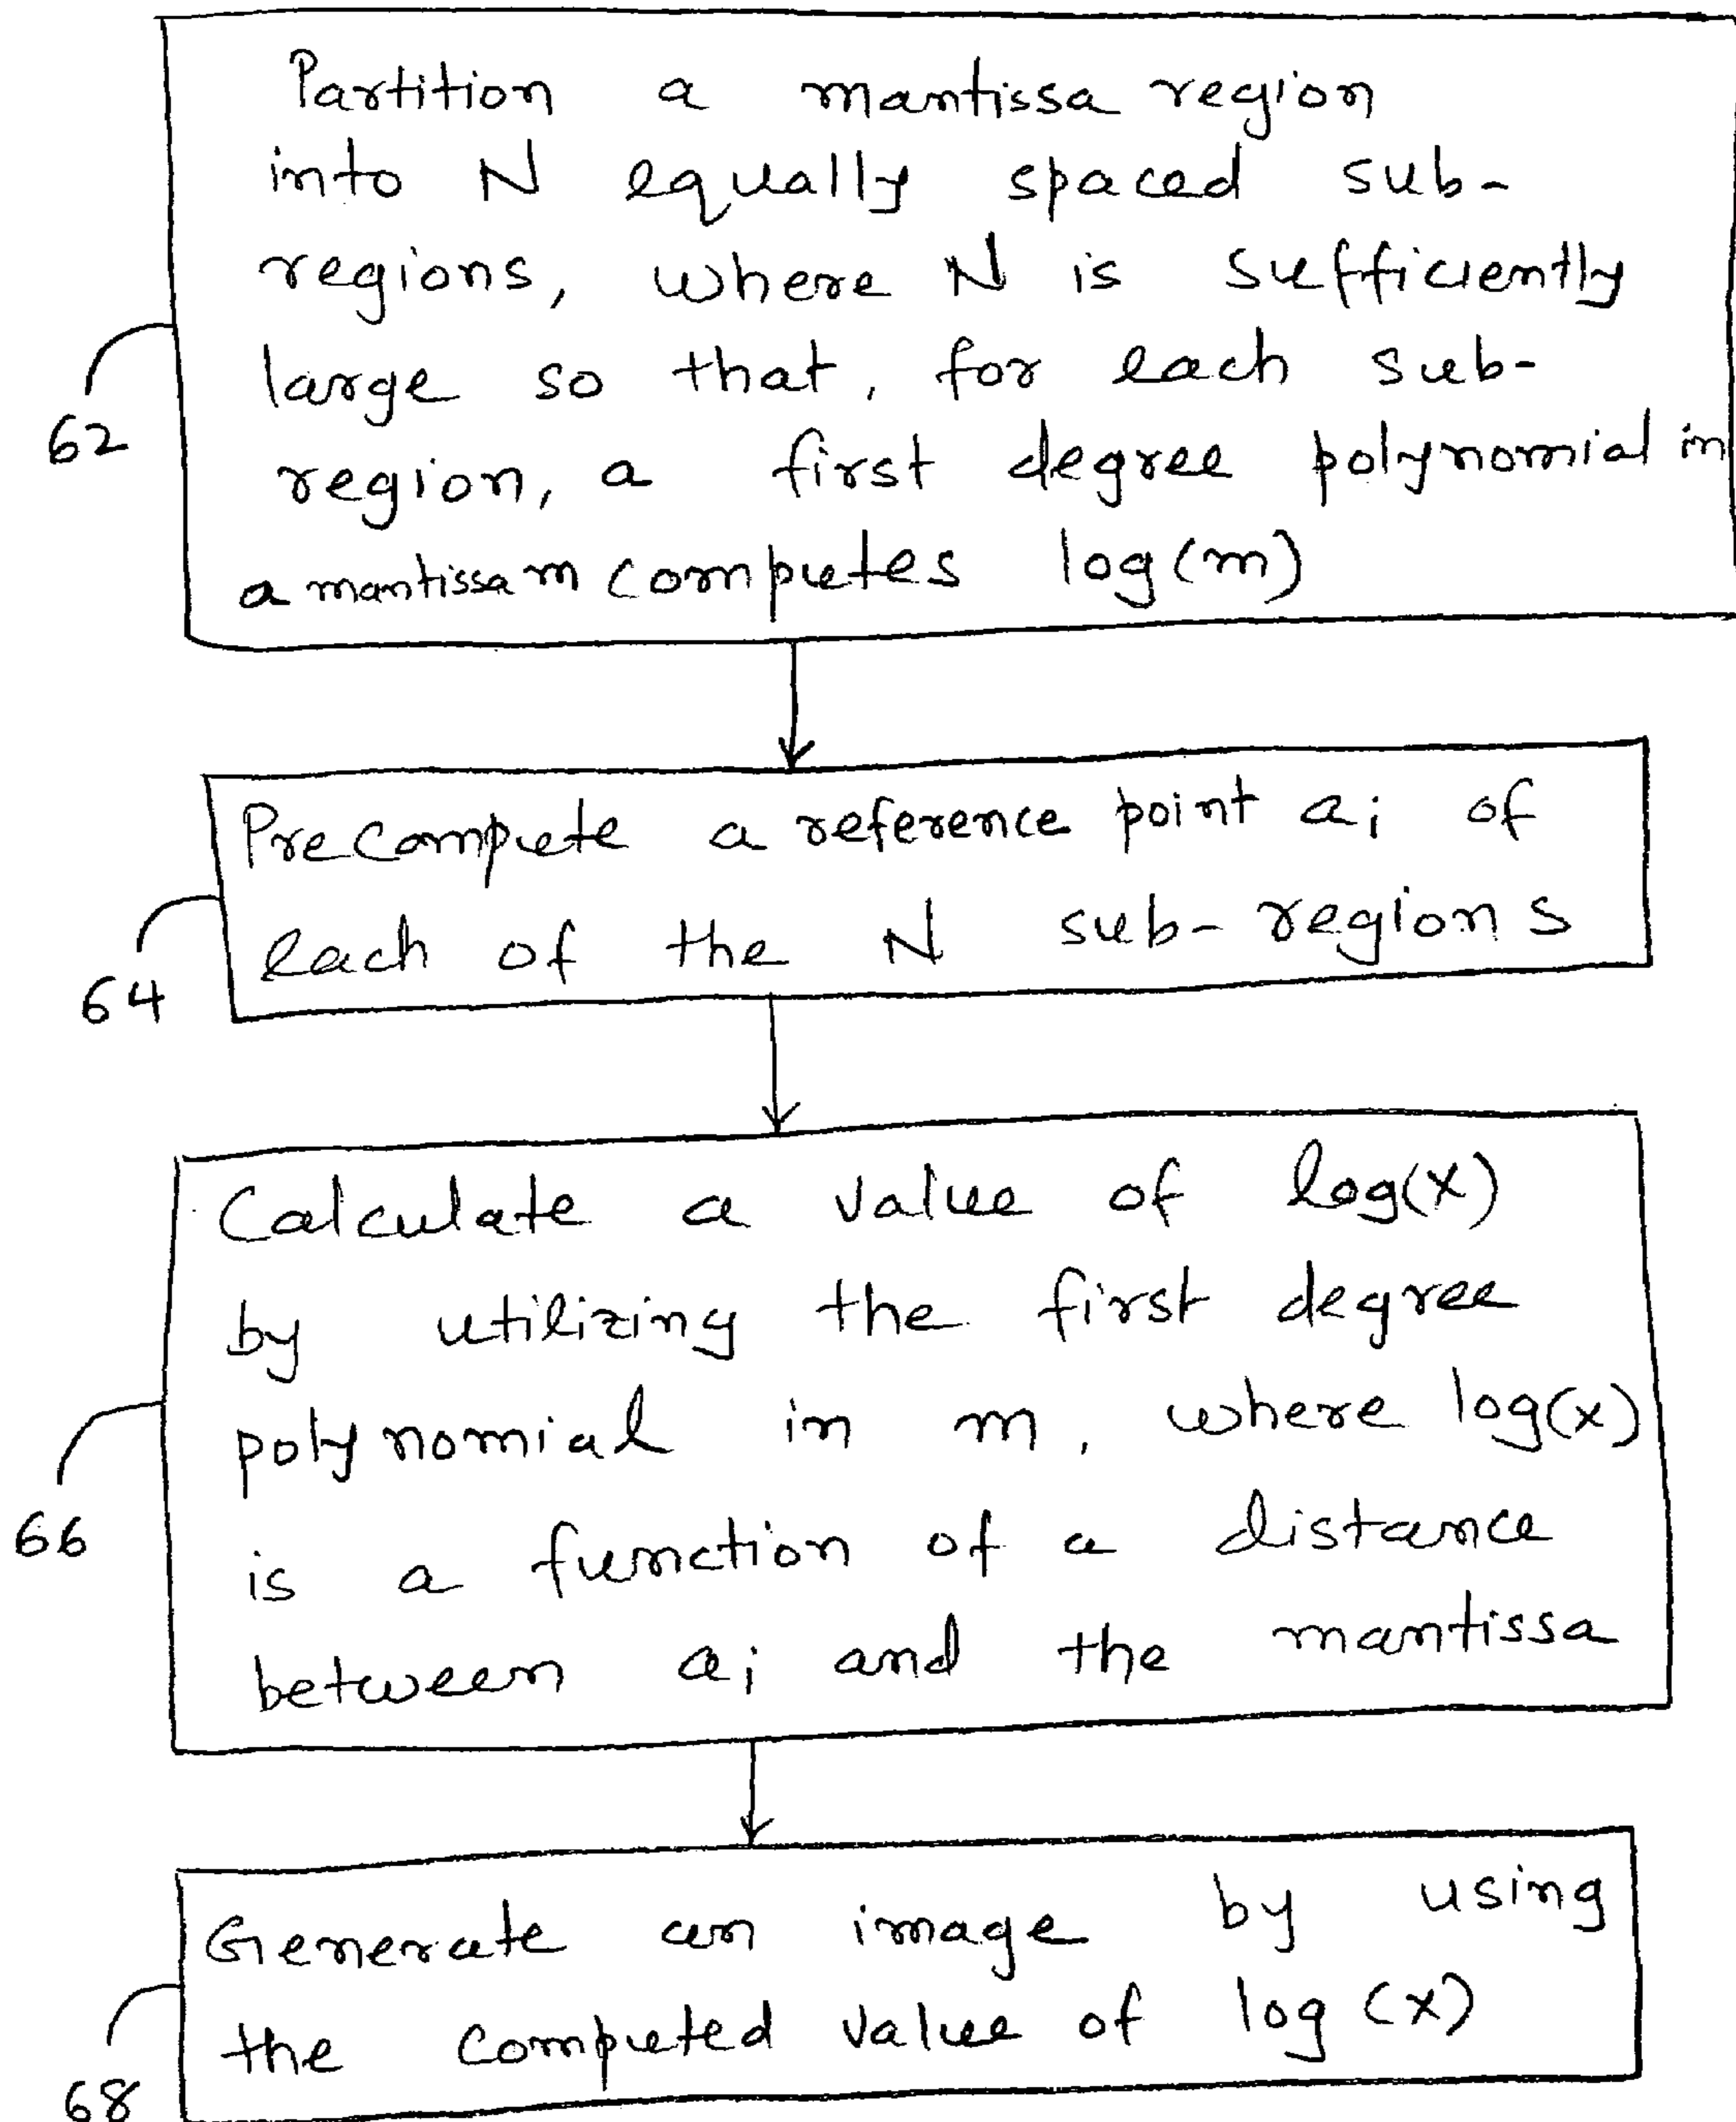 Partition a mantissa region
into N equally spaced sub-
regions, where N is sufficiently
large so that, for each sub-
62
region, a first degree polynomial in
a mantissa m computes log(m)
Precompute a reference point ai of
each of the N sub-regions
64
Calculate a value of log(x)
by utilizing the first degree
polynomial in m, where log(x)
66
is a function of a distance
between ai and the mantissa
Generate an image by using
the computed value of log (x)
68